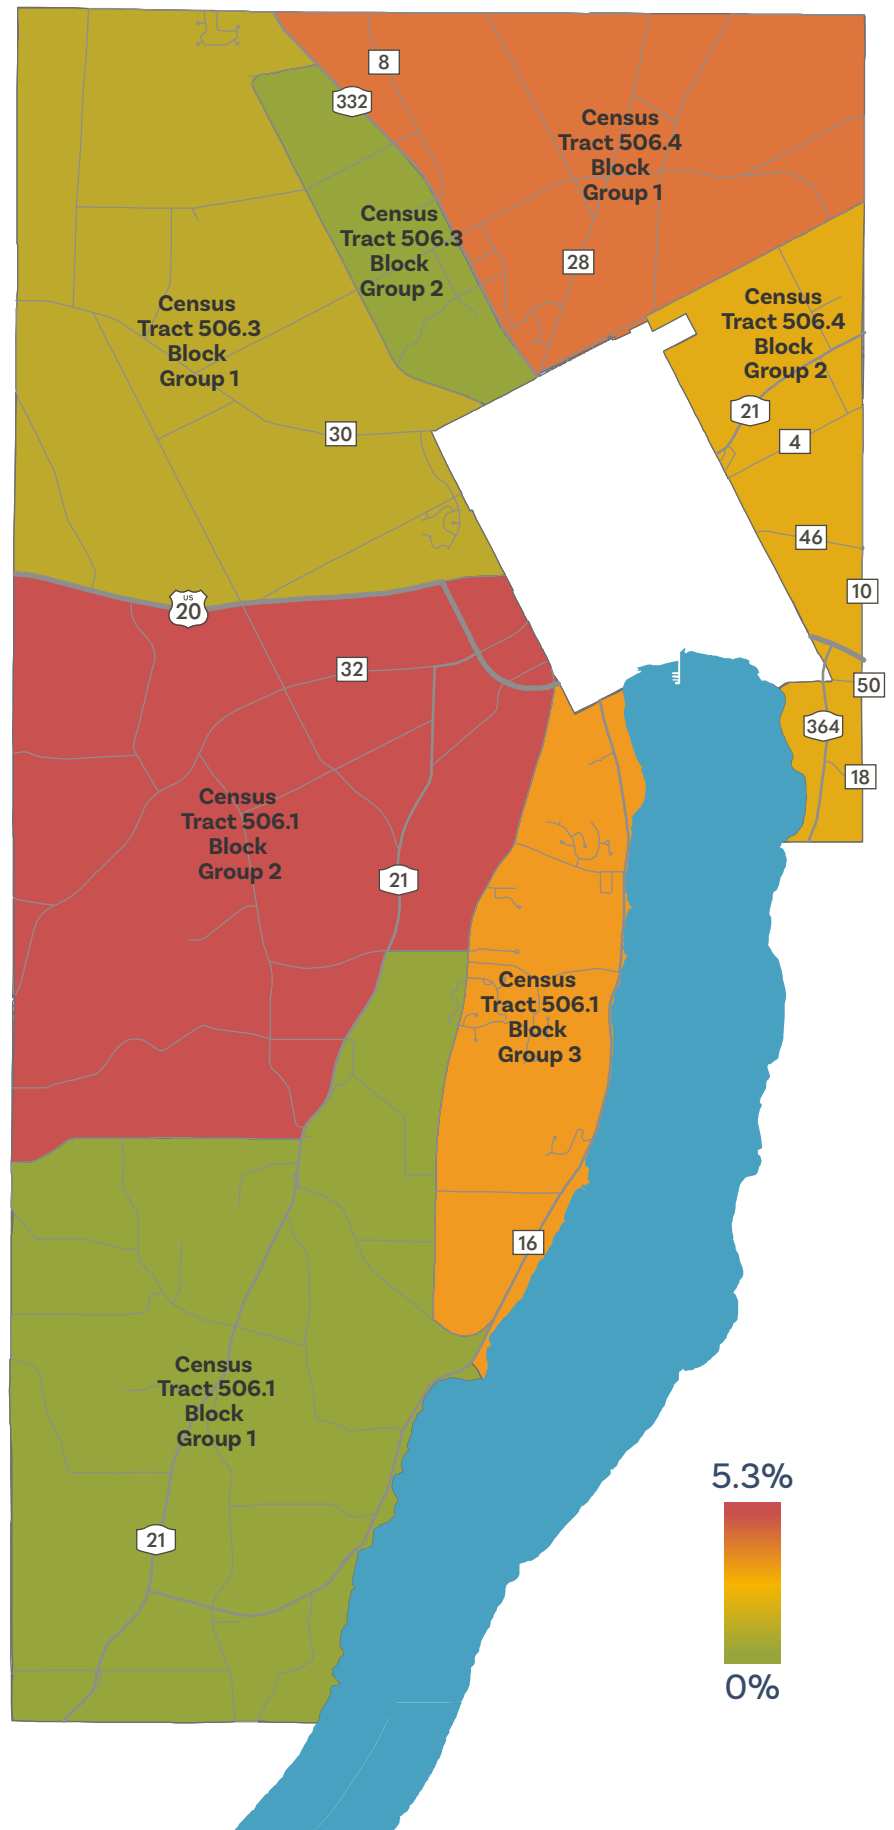 8
332
Census
Tract 506.4
Block
Group 1
Census
Tract 506.3
Block
Group 2
28
Census
Tract 506.3
Block
Group 1
Census
Tract 506.4
Block
Group 2
21
30
4
46
10
US
20
32
50
364
18
Census
Tract 506.1
Block
Group 2
21
Census
Tract 506.1
Block
Group 3
16
Census
Tract 506.1
Block
Group 1
21
5.3%
0%